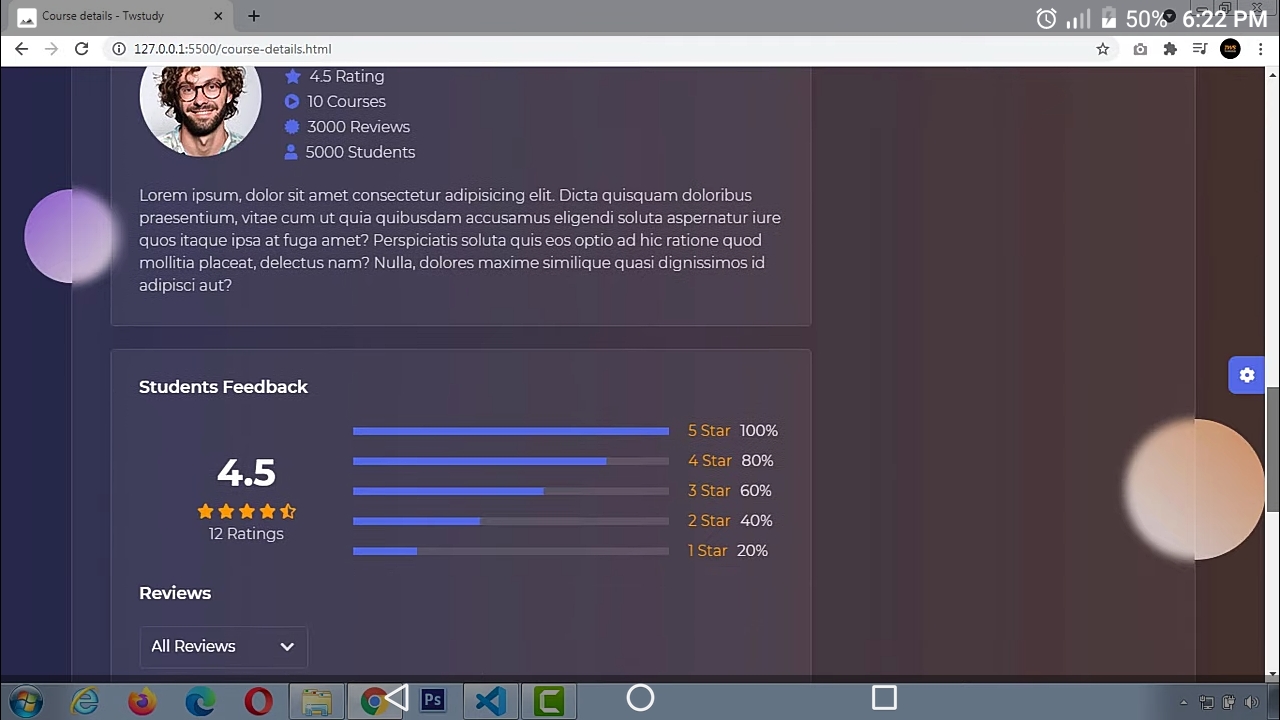 Course details - Twstudy
50% 6:22 PM
127.0.0.1:5500/course-details.html
4.5 Rating
10 Courses
3000 Reviews
5000 Students
Lorem ipsum, dolor sit amet consectetur adipisicing elit. Dicta quisquam doloribus
praesentium, vitae cum ut quia quibusdam accusamus eligendi soluta aspernatur iure
quos itaque ipsa at fuga amet? Perspiciatis soluta quis eos optio ad hic ratione quod
mollitia placeat, delectus nam? Nulla, dolores maxime similique quasi dignissimos id
adipisci aut?
Students Feedback
5 Star 100%
4 Star 80%
4.5
3 Star 60%
12 Ratings
2 Star 40%
1 Star 20%
Reviews
All Reviews
Ps